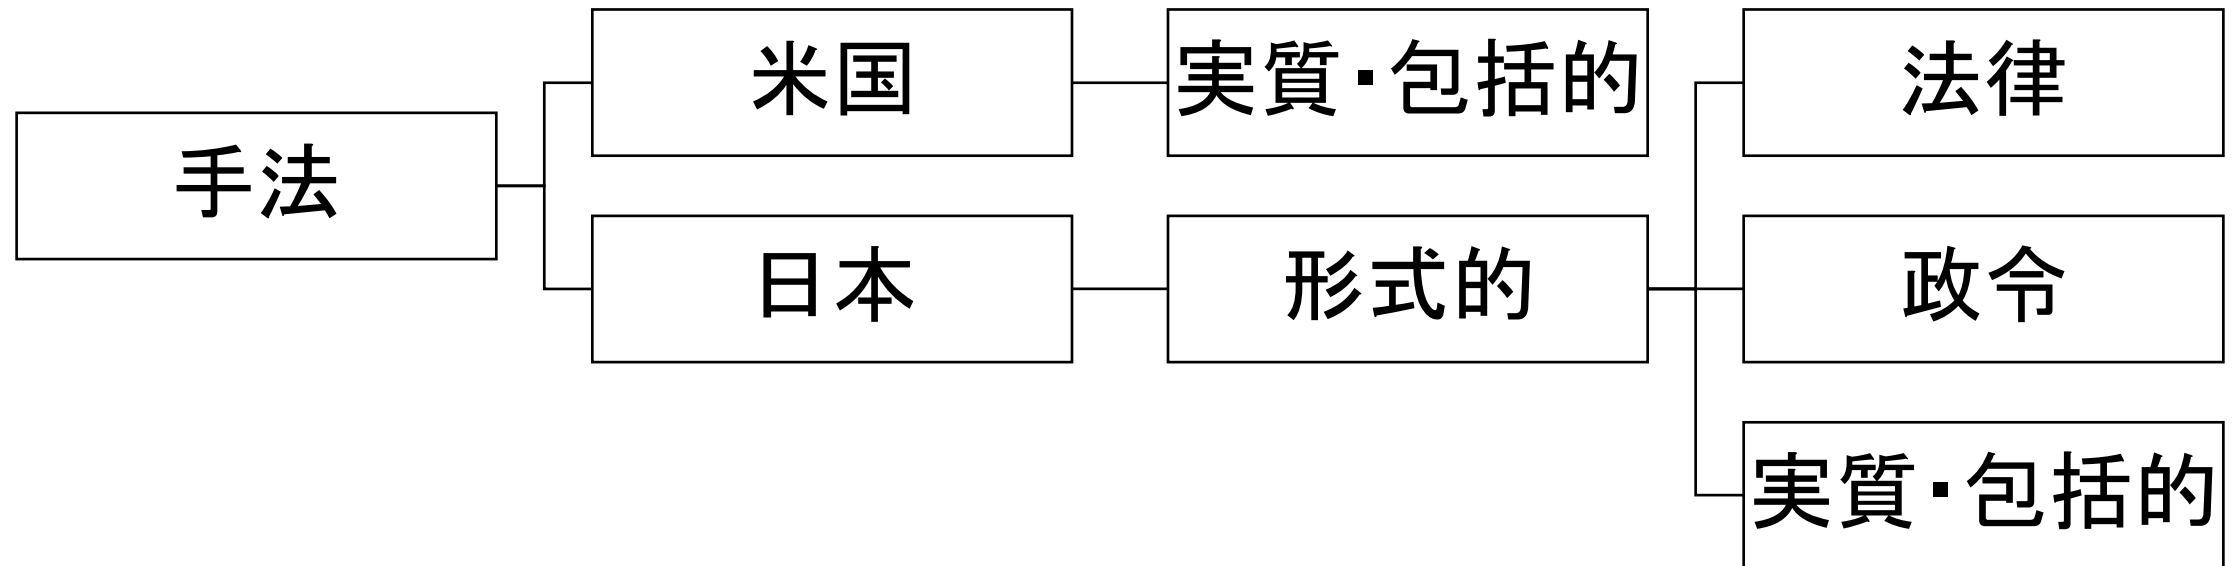 手法
米国
実質・包括的
日本
形式的
法律
政令
実質・包括的